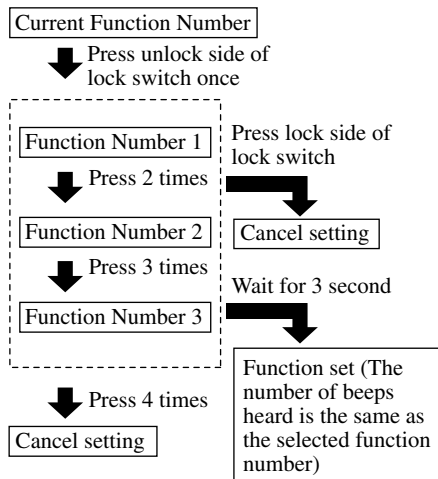 Current Function Number
Press unlock side of
lock switch once
Function Number 1
Press lock side of
lock switch
Press 2 times
Function Number 2
Cancel setting
Press 3 times
Wait for 3 second
Function Number 3
Function set (The
number of beeps
heard is the same as
the selected function
number)
Press 4 times
Cancel setting